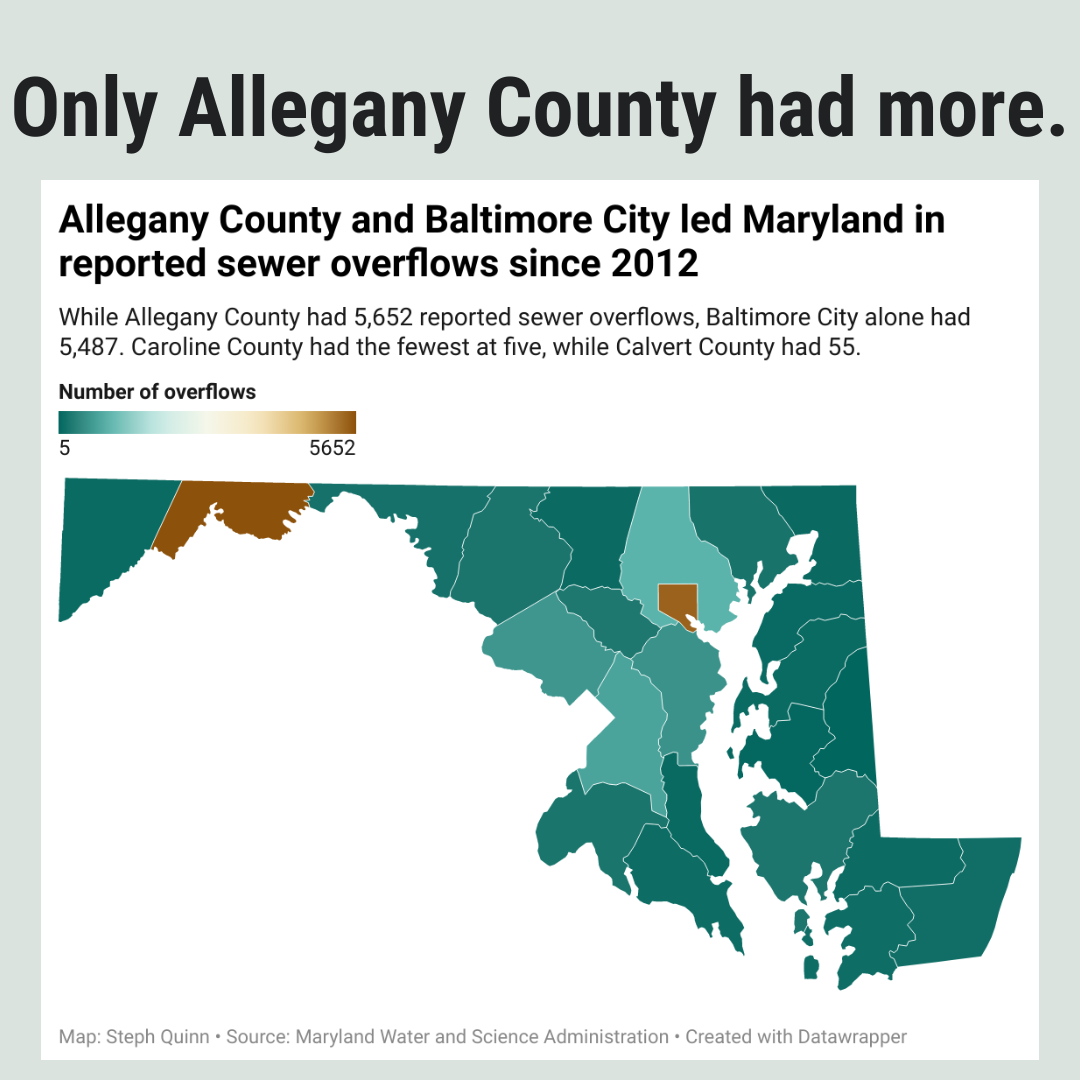 Only Allegany County had more.
Allegany County and Baltimore City led Maryland in
reported sewer overflows since 2012
While Allegany County had 5,652 reported sewer overflows, Baltimore City alone had
5,487. Caroline County had the fewest at five, while Calvert County had 55.
Number of overflows
5 5652
Map: Steph Quinn • Source: Maryland Water and Science Administration • Created with Datawrapper